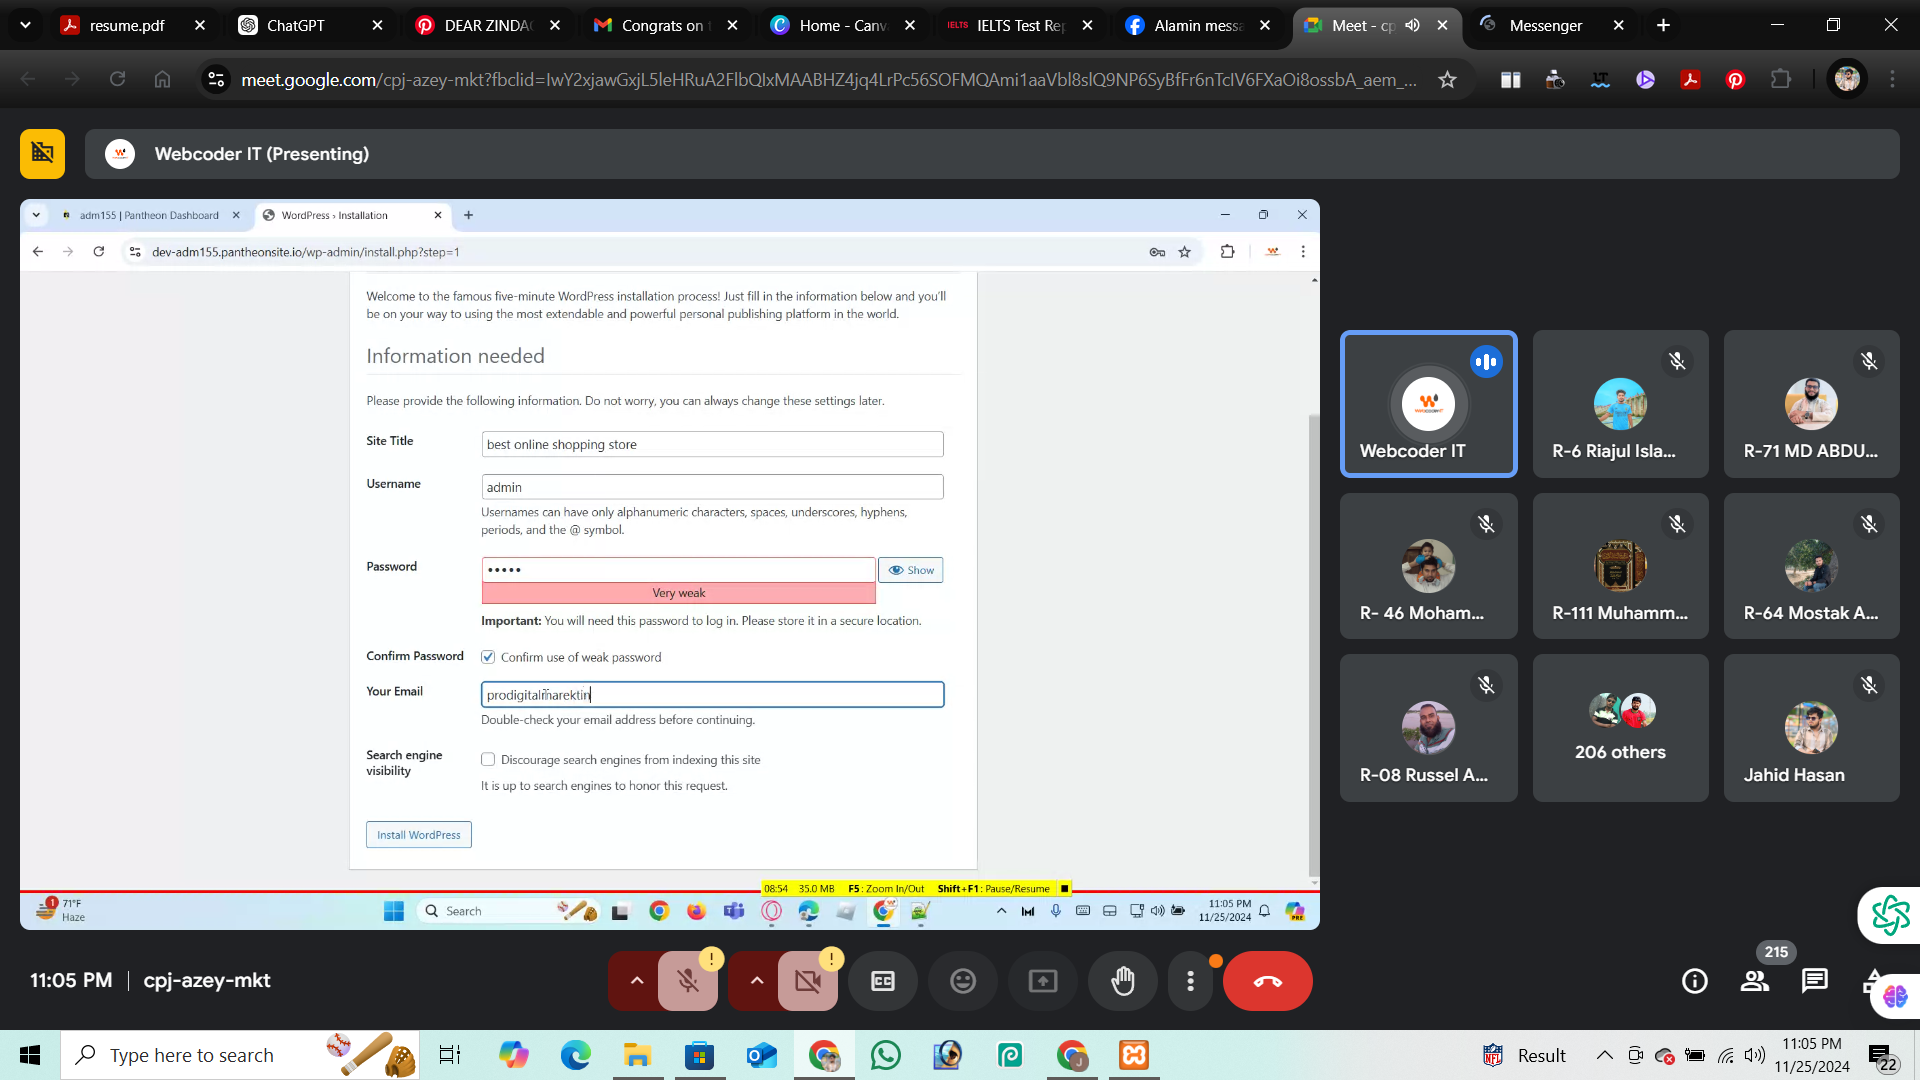 resume.pdf
ChatGPT
DEAR ZINDA
Congrats on
Home - Canv
IELTS
IELTS Test Rep
Alamin messa
Meet - cp
Messenger
meet.google.com/cpj-azey-mkt?fbclid=IwY2xjawGxjL5leHRuA2FlbQIxMAABHZ4jq4LrPc56SOFMQAmi1aaVbl8slQ9NP6SyBfFr6nTclV6FXaOi8ossbA_aem_...
Webcoder IT (Presenting)
adm155 | Pantheon Dashboard
WordPress › Installation
dev-adm155.pantheonsite.io/wp-admin/install.php?step=1
Welcome to the famous five-minute WordPress installation process! Just fill in the information below and you'll
be on your way to using the most extendable and powerful personal publishing platform in the world.
Information needed
Please provide the following information. Do not worry, you can always change these settings later.
Site Title
best online shopping store
Username
admin
Usernames can have only alphanumeric characters, spaces, underscores, hyphens,
periods, and the @ symbol.
Password
•••••
Show
Very weak
Important: You will need this password to log in. Please store it in a secure location.
Confirm Password
Confirm use of weak password
Your Email
prodigitalmarektin
Double-check your email address before continuing.
Search engine
visibility
Discourage search engines from indexing this site
It is up to search engines to honor this request.
Install WordPress
08:54 35.0 MB F5: Zoom In/Out Shift+F1: Pause/Resume
1
71°F
Haze
Search
11:05 PM
11/25/2024
Webcoder IT
R-6 Riajul Isla...
R-71 MD ABDU...
R- 46 Moham...
R-111 Muhamm...
R-64 Mostak A...
R-08 Russel A...
206 others
Jahid Hasan
11:05 PM
cpj-azey-mkt
215
Type here to search
Result
11:05 PM
11/25/2024
22